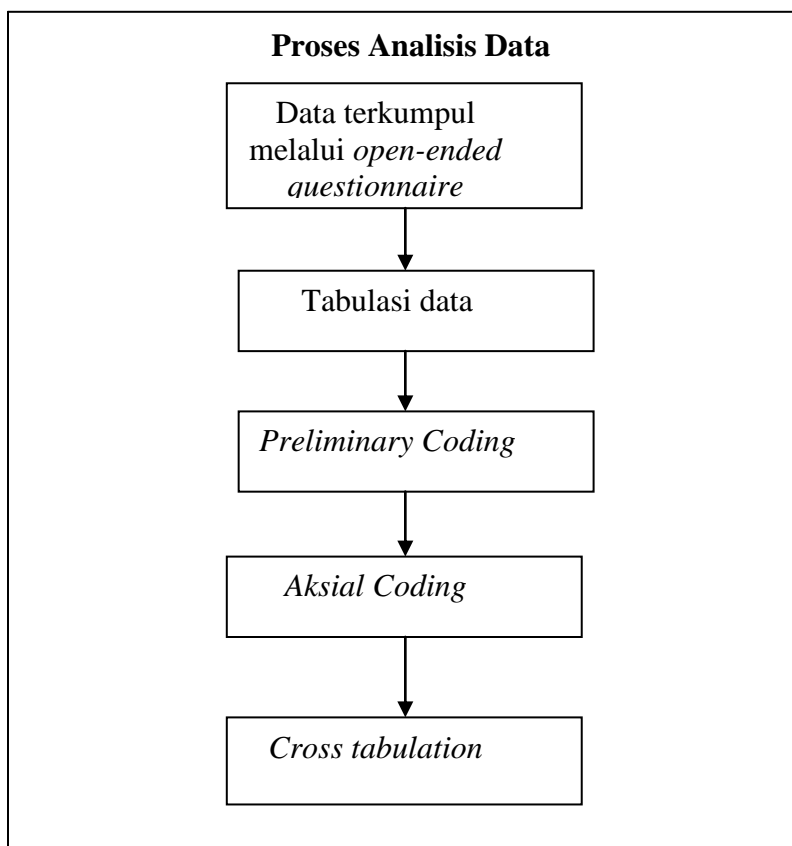 Proses Analisis Data
Data terkumpul
melalui open-ended
questionnaire
Tabulasi data
Preliminary Coding
Aksial Coding
Cross tabulation